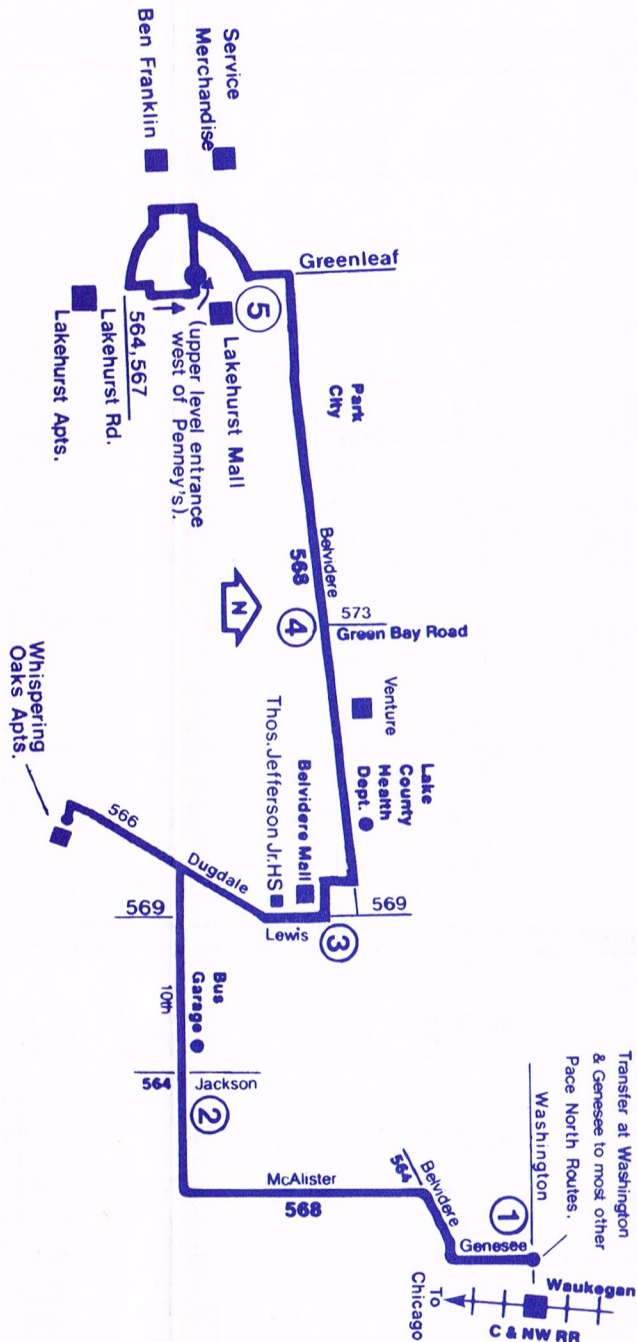 Service
Merchandise
Ben Franklin
Greenleaf
5
Lakehurst Mall
(upper level entrance
west of Penney's).
564,567
Lakehurst Rd.
Lakehurst Apts.
Park
City
Belvidere
568
573
Green Bay Road
4
N
Venture
Lake
County
Health
Dept.
Belvidere Mall
Thos.Jefferson Jr.HS
569
Lewis
3
Whispering
Oaks Apts.
566
Dugdale
569
10th
Bus
Garage
564
Jackson
2
McAlister
568
Belvidere
564
Transfer at Washington
& Genesee to most other
Pace North Routes.
Washington
1
Genesee
Waukegan
C & NW RR
To
Chicago